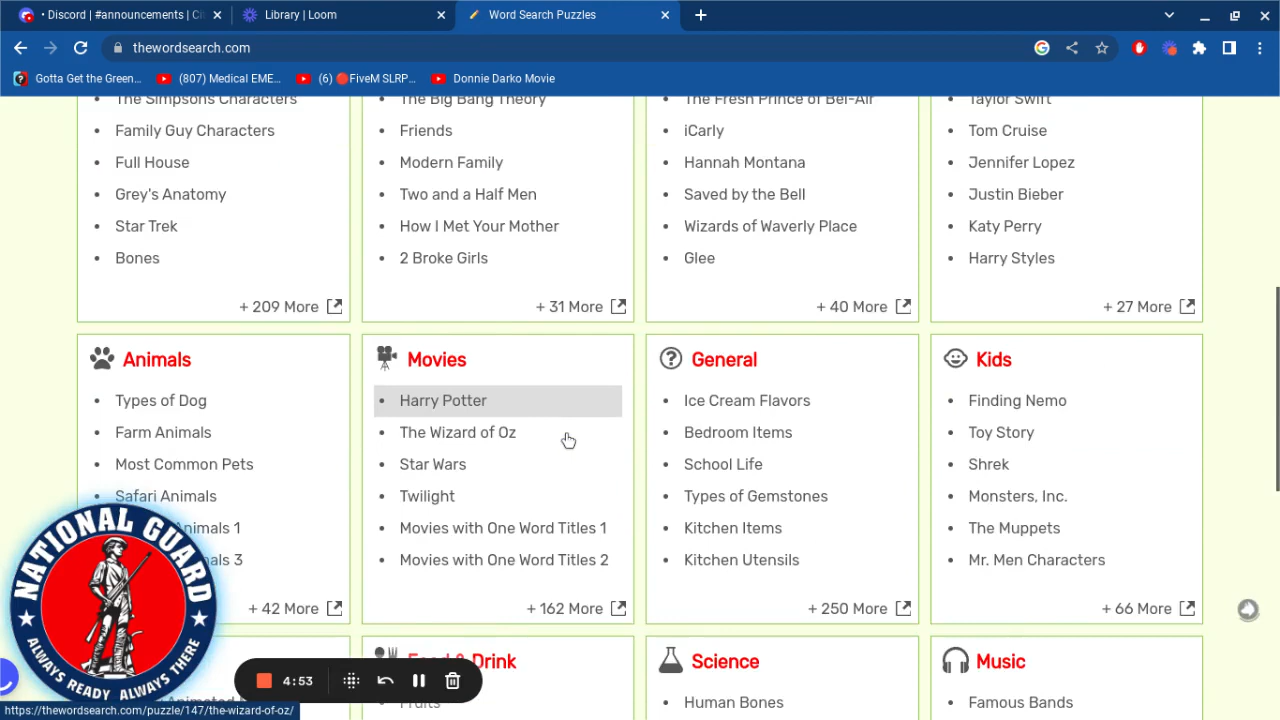 • Discord | #announcements | Ci
Library | Loom
Word Search Puzzles
thewordsearch.com
Gotta Get the Green...
(807) Medical EME...
(6) 🔴FiveM SLRP...
Donnie Darko Movie
The Simpsons Characters
Family Guy Characters
Full House
Grey's Anatomy
Star Trek
Bones
+ 209 More
The Big Bang Theory
Friends
Modern Family
Two and a Half Men
How I Met Your Mother
2 Broke Girls
+ 31 More
The Fresh Prince of Bel-Air
iCarly
Hannah Montana
Saved by the Bell
Wizards of Waverly Place
Glee
+ 40 More
Taylor Swift
Tom Cruise
Jennifer Lopez
Justin Bieber
Katy Perry
Harry Styles
+ 27 More
Animals
Types of Dog
Farm Animals
Most Common Pets
Safari Animals
nimals 1
als 3
+ 42 More
Movies
Harry Potter
The Wizard of Oz
Star Wars
Twilight
Movies with One Word Titles 1
Movies with One Word Titles 2
+ 162 More
General
Ice Cream Flavors
Bedroom Items
School Life
Types of Gemstones
Kitchen Items
Kitchen Utensils
+ 250 More
Kids
Finding Nemo
Toy Story
Shrek
Monsters, Inc.
The Muppets
Mr. Men Characters
+ 66 More
NATIONAL GUARD
ALWAYS READY ALWAYS THERE
4:53
Food & Drink
Fruits
Science
Human Bones
Music
Famous Bands
Animated
https://thewordsearch.com/puzzle/147/the-wizard-of-oz/